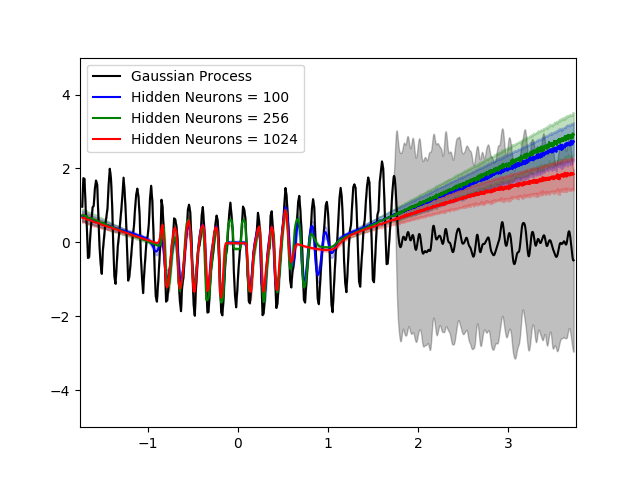 Gaussian Process
Hidden Neurons = 100
Hidden Neurons = 256
Hidden Neurons = 1024
4
2
0
−2
−4
−1 0 1 2 3